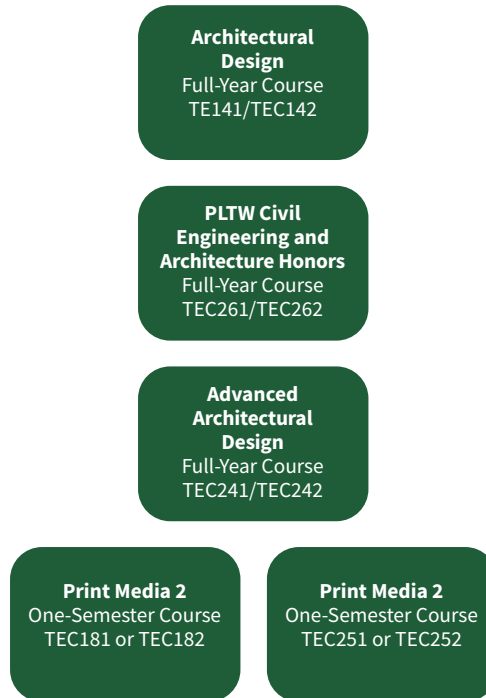 Architectural
Design
Full-Year Course
TE141/TEC142
PLTW Civil
Engineering and
Architecture Honors
Full-Year Course
TEC261/TEC262
Advanced
Architectural
Design
Full-Year Course
TEC241/TEC242
Print Media 2
One-Semester Course
TEC181 or TEC182
Print Media 2
One-Semester Course
TEC251 or TEC252